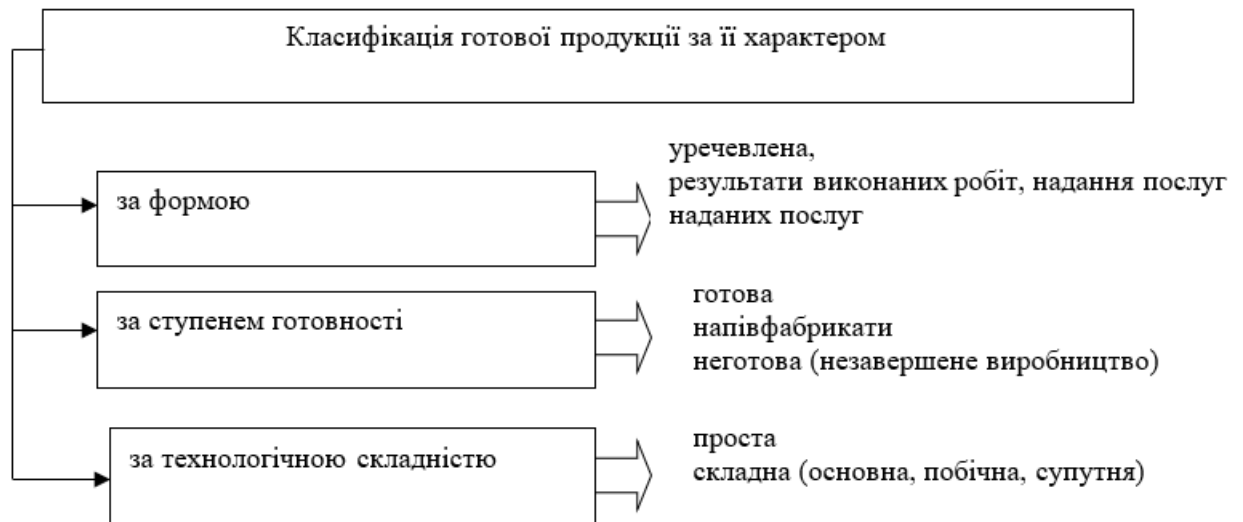 Класифікація готової продукції за її характером
за формою
уречевлена,
результати виконаних робіт, надання послуг
наданих послуг
за ступенем готовності
готова
напівфабрикати
неготова (незавершене виробництво)
за технологічною складністю
проста
складна (основна, побічна, супутня)